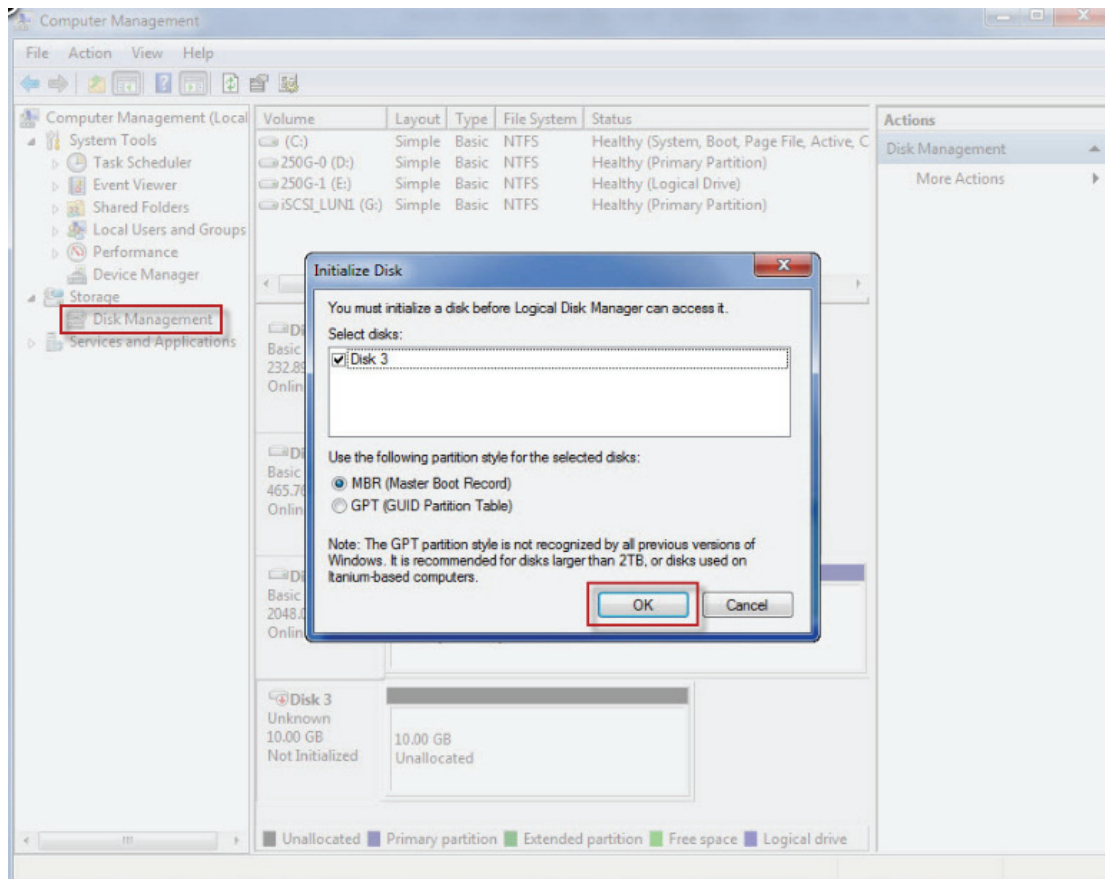 Computer Management
File Action View Help
Computer Management (Local
System Tools
Task Scheduler
Event Viewer
Shared Folders
Local Users and Groups
Performance
Device Manager
Storage
Disk Management
Services and Applications
Volume Layout Type File System Status
(C:) Simple Basic NTFS Healthy (System, Boot, Page File, Active, C
250G-0 (D:) Simple Basic NTFS Healthy (Primary Partition)
250G-1 (E:) Simple Basic NTFS Healthy (Logical Drive)
iSCSI_LUN1 (G:) Simple Basic NTFS Healthy (Primary Partition)
Actions
Disk Management
More Actions
Initialize Disk
You must initialize a disk before Logical Disk Manager can access it.
Select disks:
Disk 3
Use the following partition style for the selected disks:
MBR (Master Boot Record)
GPT (GUID Partition Table)
Note: The GPT partition style is not recognized by all previous versions of
Windows. It is recommended for disks larger than 2TB, or disks used on
Itanium-based computers.
OK Cancel
Basic
232.89
Onlin
Basic
465.76
Onlin
Basic
2048.0
Onlin
Disk 3
Unknown
10.00 GB
Not Initialized
10.00 GB
Unallocated
Unallocated Primary partition Extended partition Free space Logical drive